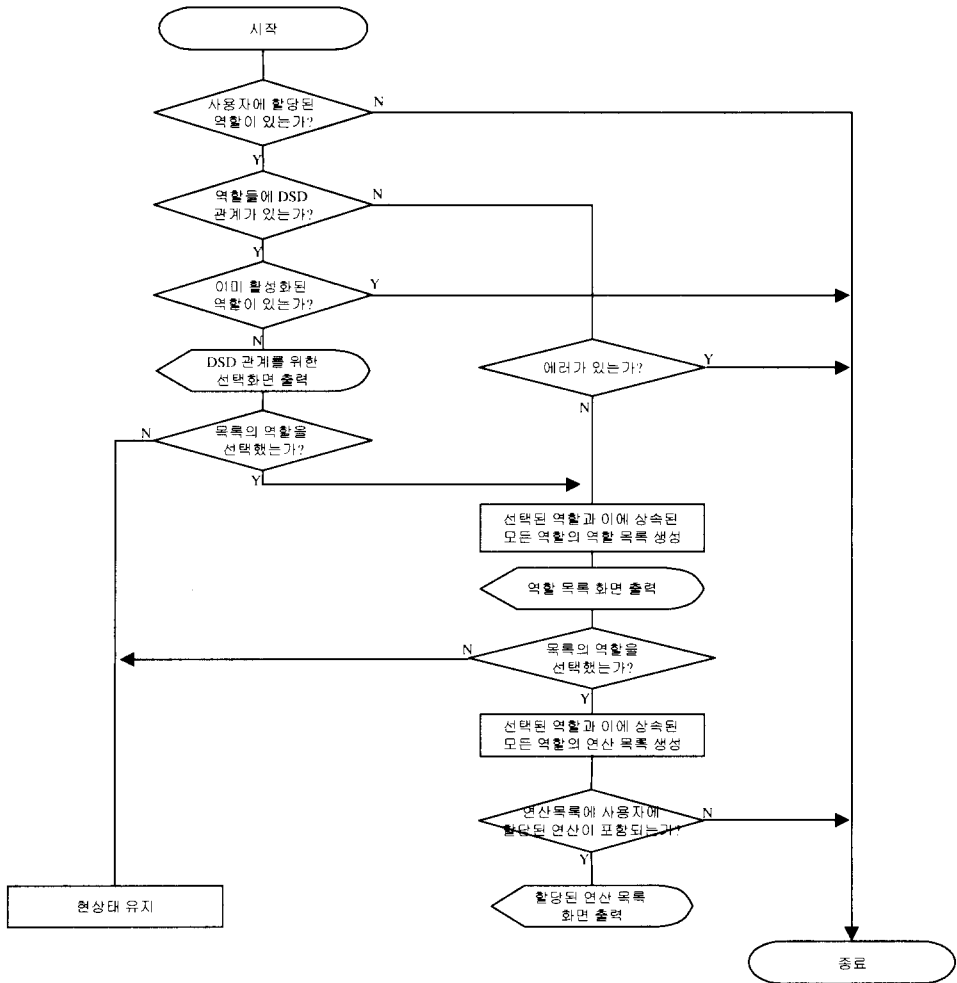 시작
사용자에 할당된
역할이 있는가?
N
Y
역할들에 DSD
관계가 있는가?
N
Y
이미 활성화된
역할이 있는가?
Y
N
DSD 관계를 위한
선택화면 출력
에러가 있는가?
Y
N
목록의 역할을
선택했는가?
N
Y
선택된 역할과 이에 상속된
모든 역할의 역할 목록 생성
역할 목록 화면 출력
목록의 역할을
선택했는가?
N
Y
선택된 역할과 이에 상속된
모든 역할의 연산 목록 생성
연산목록에 사용자에
할당된 연산이 포함되는가?
N
Y
할당된 연산 목록
화면 출력
현상태 유지
종료